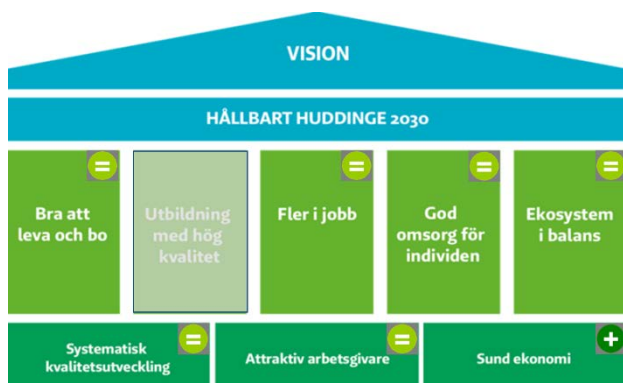 VISION
HÅLLBART HUDDINGE 2030
=
Bra att
leva och bo
Utbildning
med hög
kvalitet
=
Fler i jobb
=
God
omsorg för
individen
=
Ekosystem
i balans
=
Systematisk
kvalitetsutveckling
=
Attraktiv arbetsgivare
+
Sund ekonomi